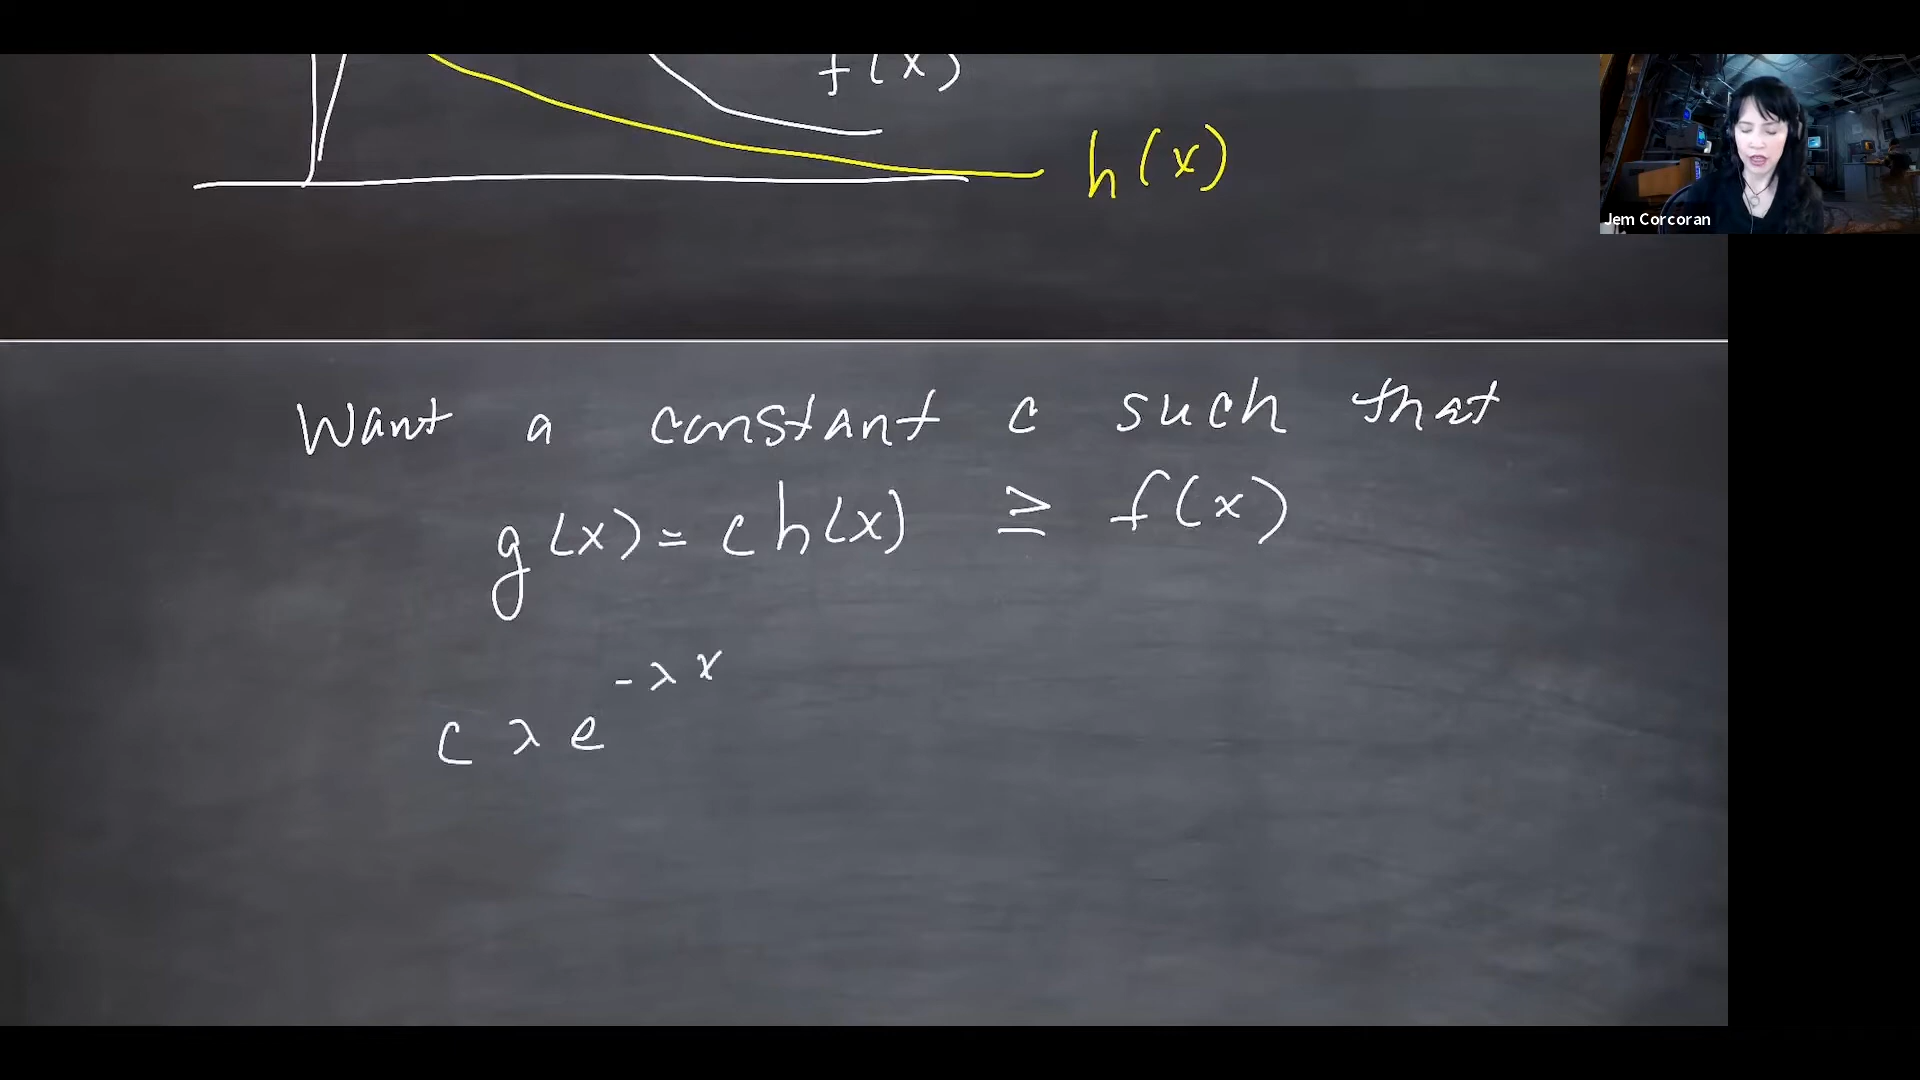 f(x)
h(x)
Jem Corcoran
Want a constant c such that
g(x) = c h(x) ≥ f(x)
c λ e^{-λx}